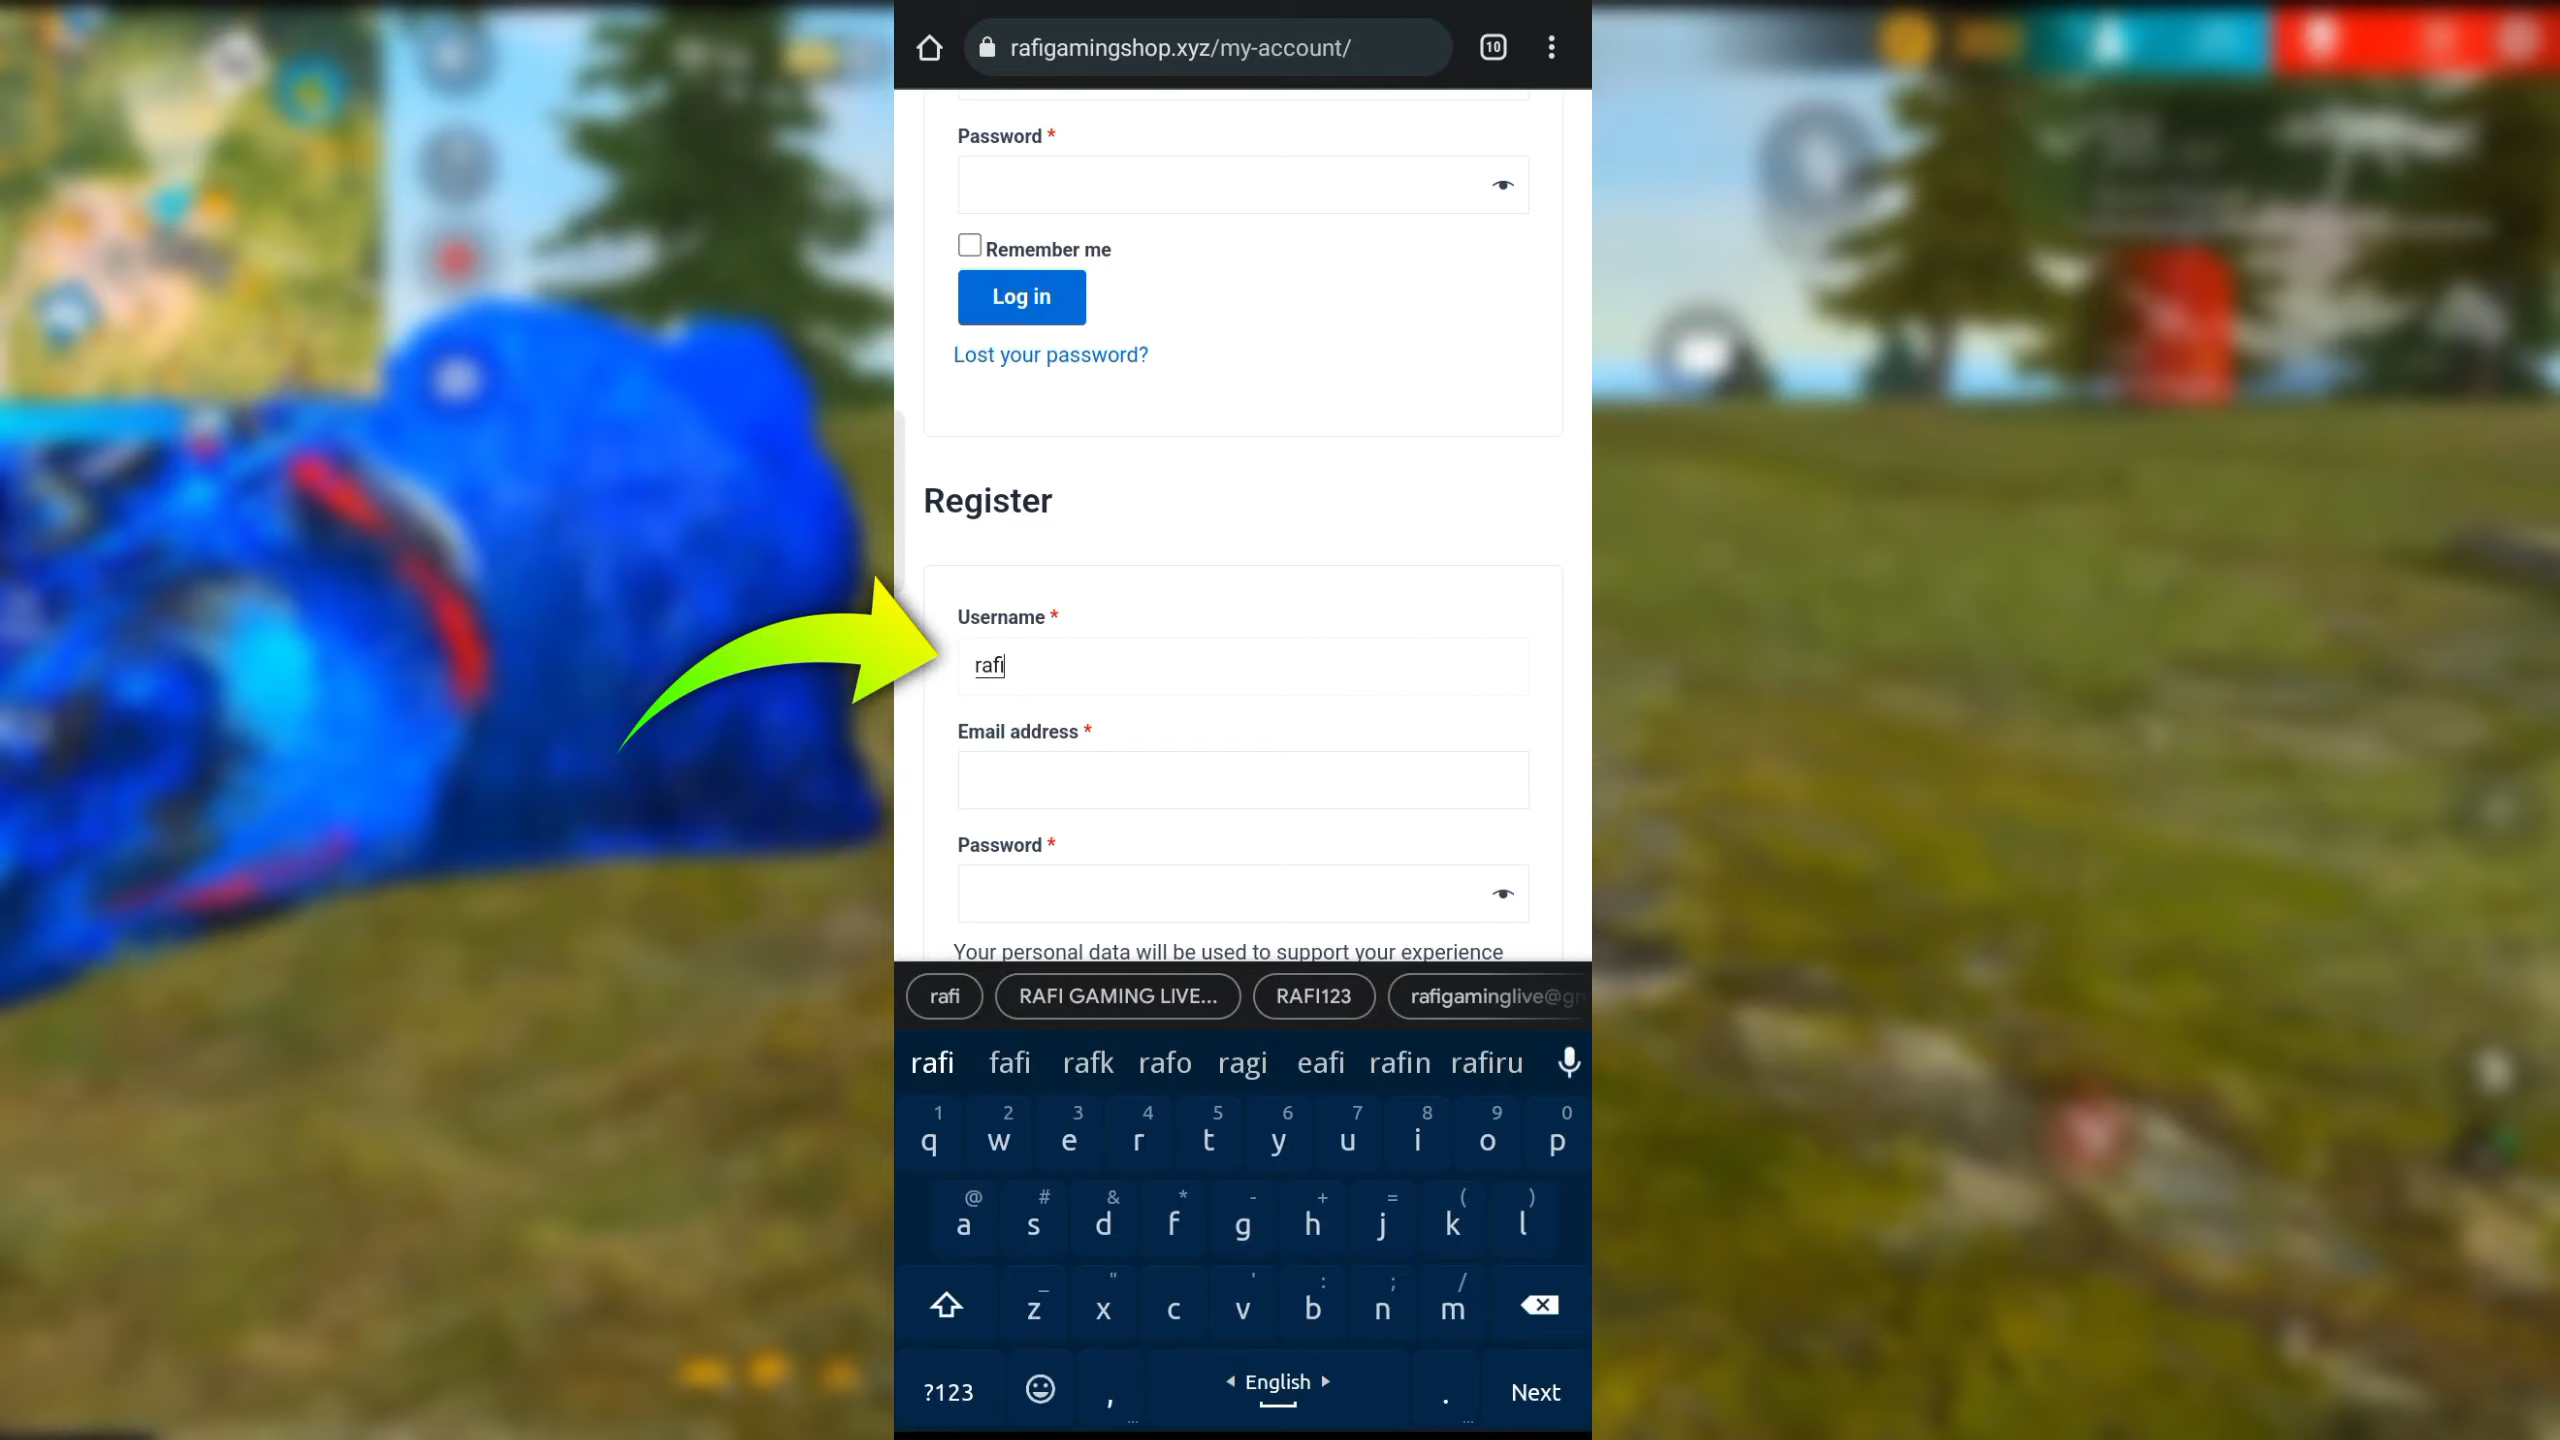 rafigamingshop.xyz/my-account/
10
Password *
Remember me
Log in
Lost your password?
Register
Username *
rafi
Email address *
Password *
Your personal data will be used to support your experience
rafi RAFI GAMING LIVE... RAFI123 rafigaminglive@gm
rafi fafi rafk rafo ragi eafi rafin rafiru
1 2 3 4 5 6 7 8 9 0
q w e r t y u i o p
@ # & * - + = ( )
a s d f g h j k l
_ " ' : ; /
z x c v b n m
?123 , English . Next